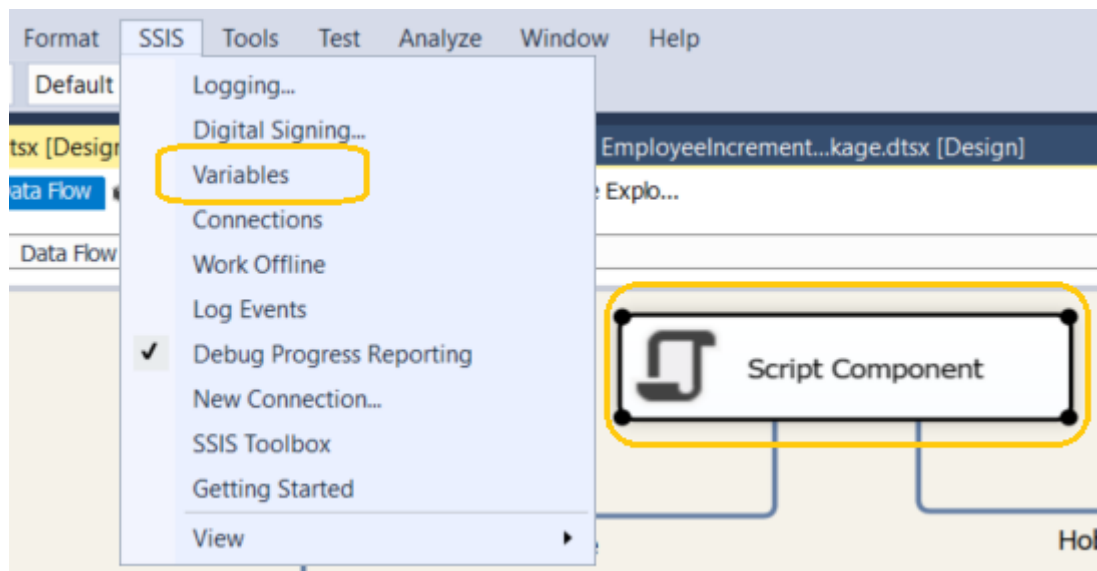 Format SSIS Tools Test Analyze Window Help
Default
Logging...
Digital Signing...
tsx [Desigr
EmployeeIncrement...kage.dtsx [Design]
Variables
ata Flow
Explo...
Connections
Data Flow
Work Offline
Log Events
Debug Progress Reporting
Script Component
New Connection...
SSIS Toolbox
Getting Started
View
Hol